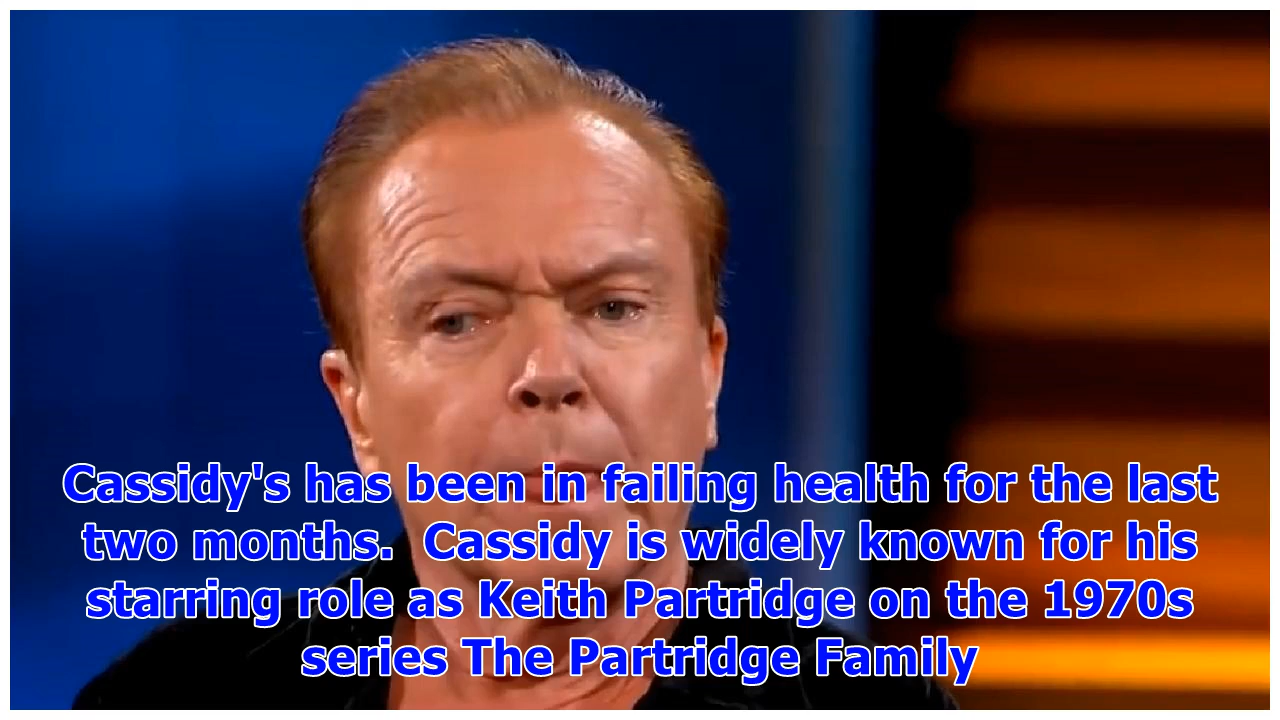 Cassidy's has been in failing health for the last
two months.  Cassidy is widely known for his
starring role as Keith Partridge on the 1970s
series The Partridge Family